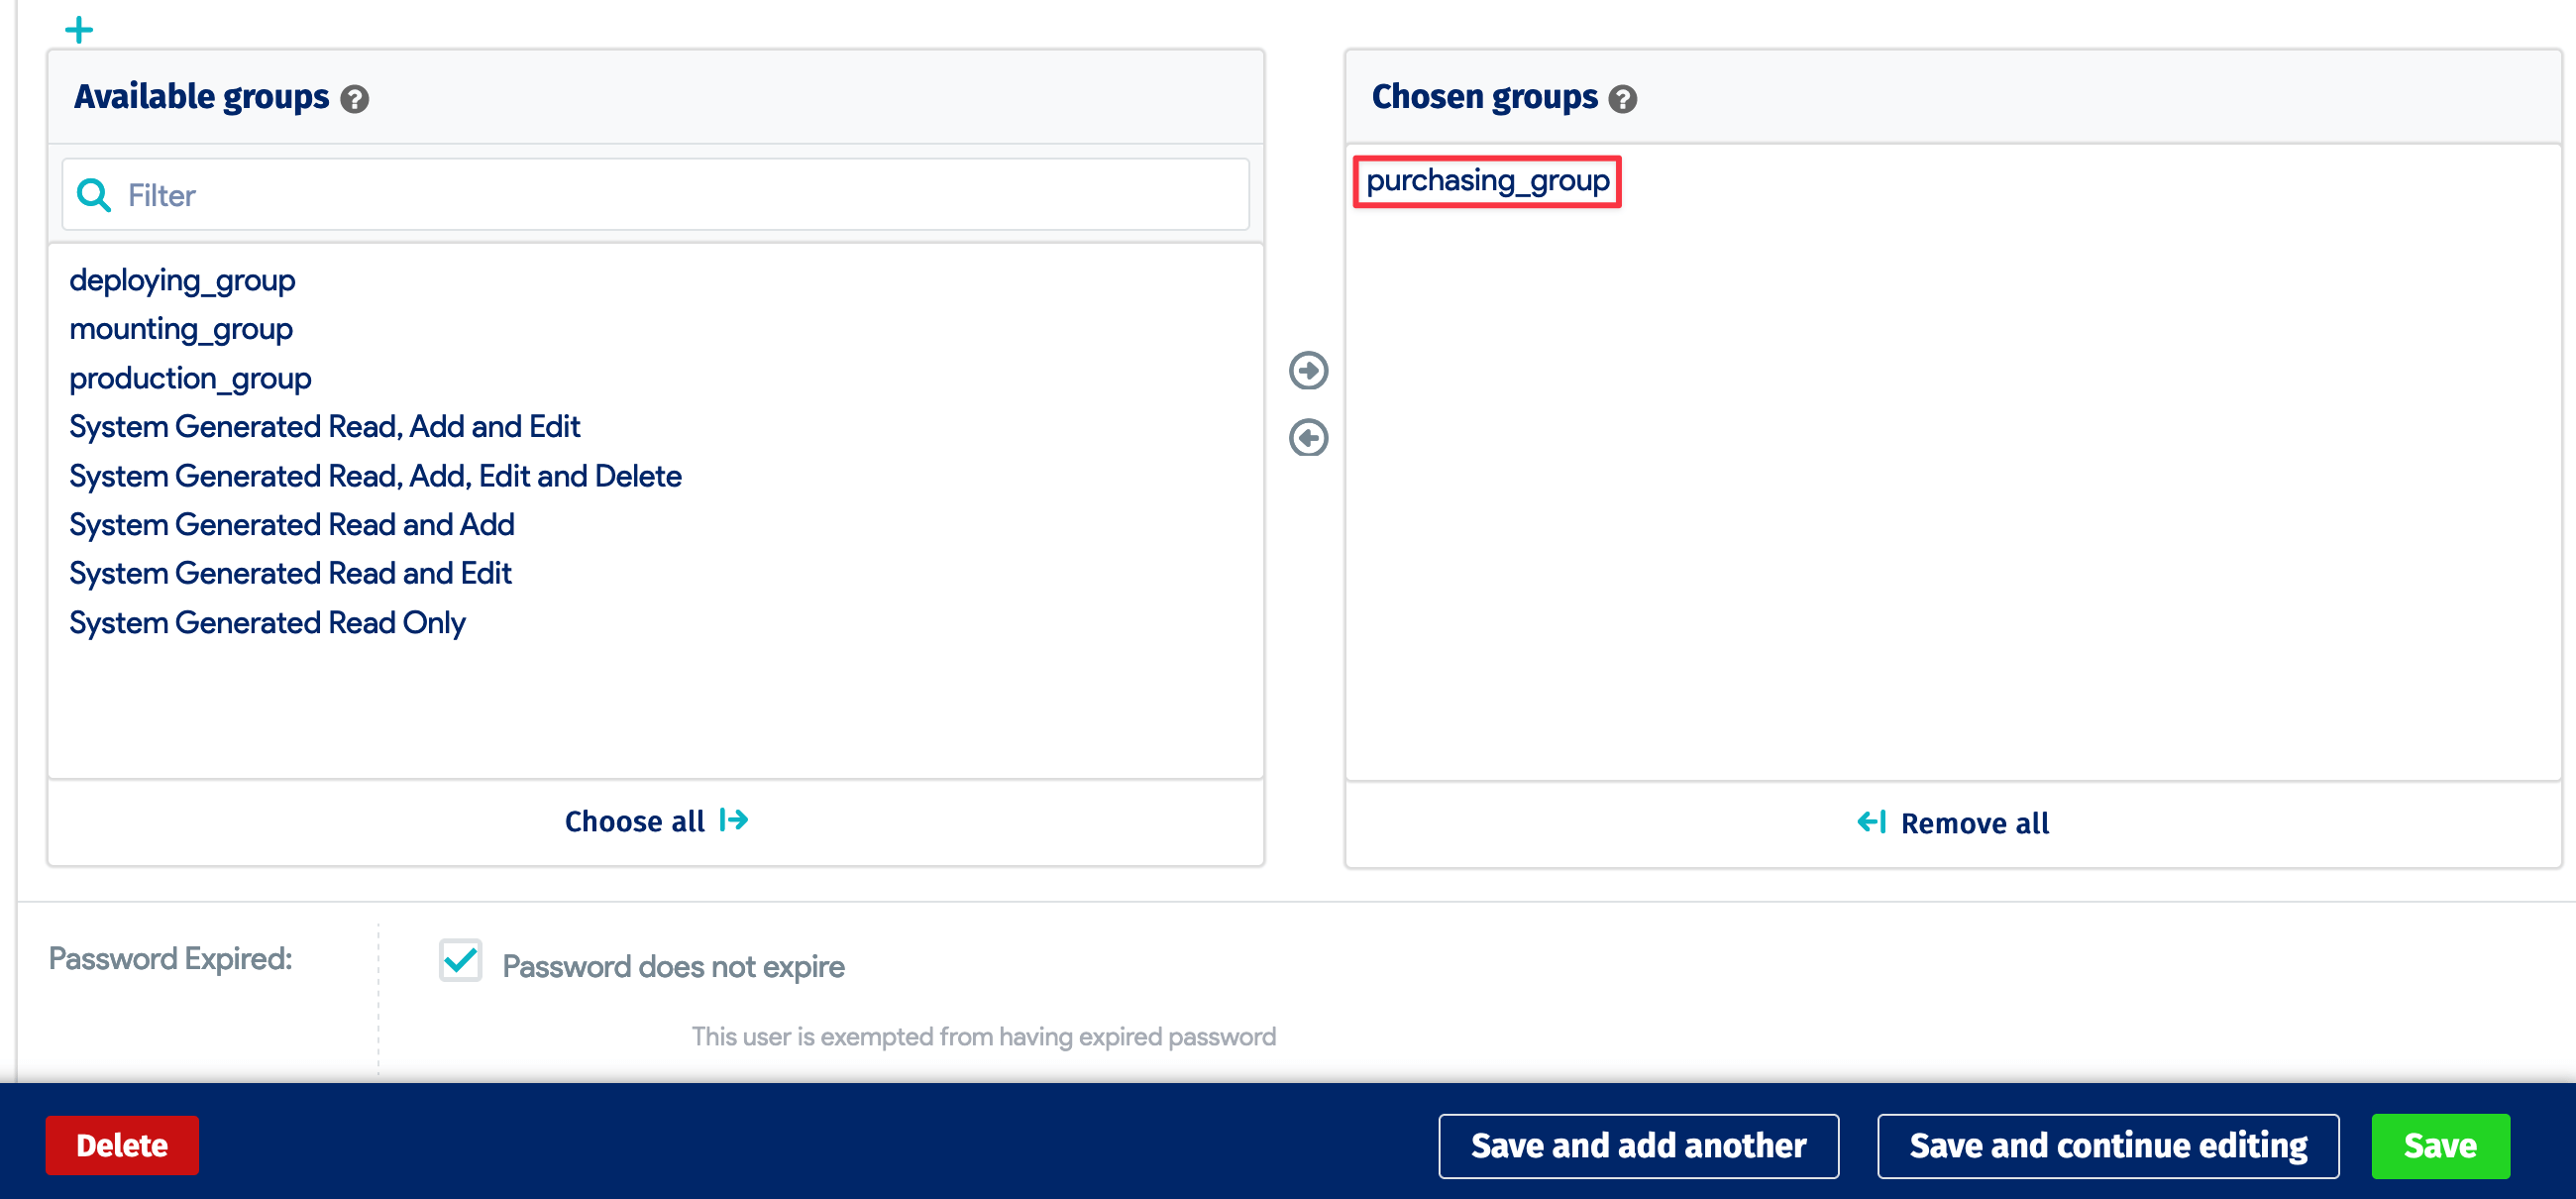 Available groups
Filter
deploying_group
mounting_group
production_group
System Generated Read, Add and Edit
System Generated Read, Add, Edit and Delete
System Generated Read and Add
System Generated Read and Edit
System Generated Read Only
Choose all
Chosen groups
purchasing_group
Remove all
Password Expired:
Password does not expire
This user is exempted from having expired password
Delete
Save and add another
Save and continue editing
Save